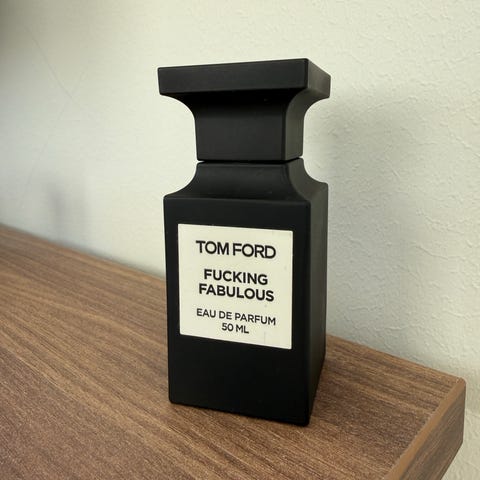 TOM FORD
FUCKING
FABULOUS
EAU DE PARFUM
50 ML